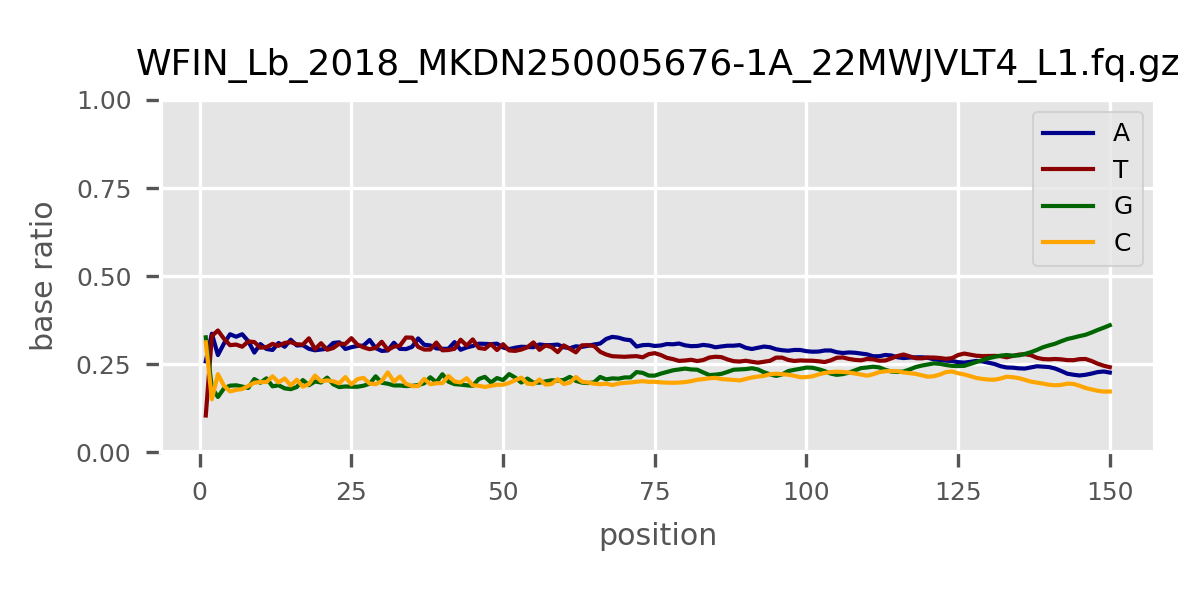 WFIN_Lb_2018_MKDN250005676-1A_22MWJVLT4_L1.fq.gz
1.00
0.75
0.50
0.25
0.00
base ratio
A
T
G
C
0 25 50 75 100 125 150
position